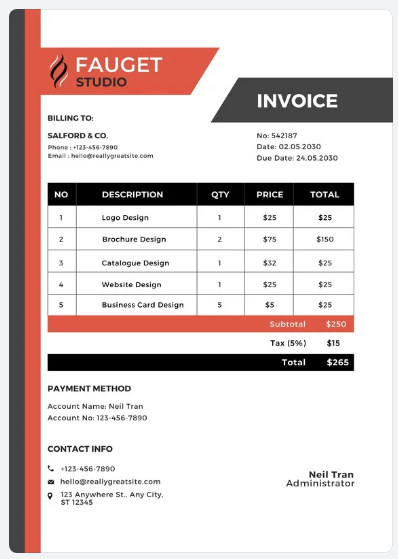 FAUGET
STUDIO
INVOICE
BILLING TO:
SALFORD & CO.
Phone : +123-456-7890
Email : hello@reallygreatsite.com
No: 542187
Date: 02.05.2030
Due Date: 24,05.2030
NO DESCRIPTION QTY PRICE TOTAL
1 Logo Design 1 $25 $25
2 Brochure Design 2 $75 $150
3 Catalogue Design 1 $32 $25
4 Website Design 1 $25 $25
5 Business Card Design 5 $5 $25
Subtotal $250
Tax (5%) $15
Total $265
PAYMENT METHOD
Account Name: Neil Tran
Account No: 123-456-7890
CONTACT INFO
+123-456-7890
hello@reallygreatsite.com
123 Anywhere St., Any City,
ST 12345
Neil Tran
Administrator